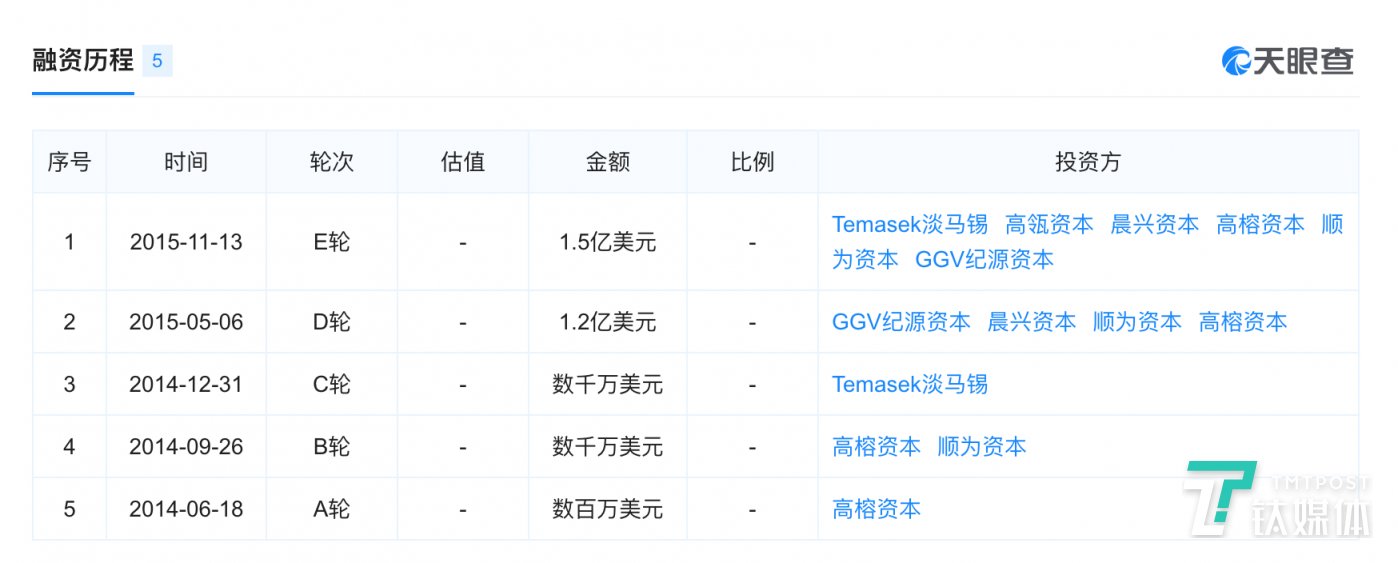 融资历程 5
天眼查
序号 时间 轮次 估值 金额 比例 投资方
1 2015-11-13 E轮 - 1.5亿美元 - Temasek淡马锡 高瓴资本 晨兴资本 高榕资本 顺
为资本 GGV纪源资本
2 2015-05-06 D轮 - 1.2亿美元 - GGV纪源资本 晨兴资本 顺为资本 高榕资本
3 2014-12-31 C轮 - 数千万美元 - Temasek淡马锡
4 2014-09-26 B轮 - 数千万美元 - 高榕资本 顺为资本
5 2014-06-18 A轮 - 数百万美元 - 高榕资本
TMTPOST
钛媒体